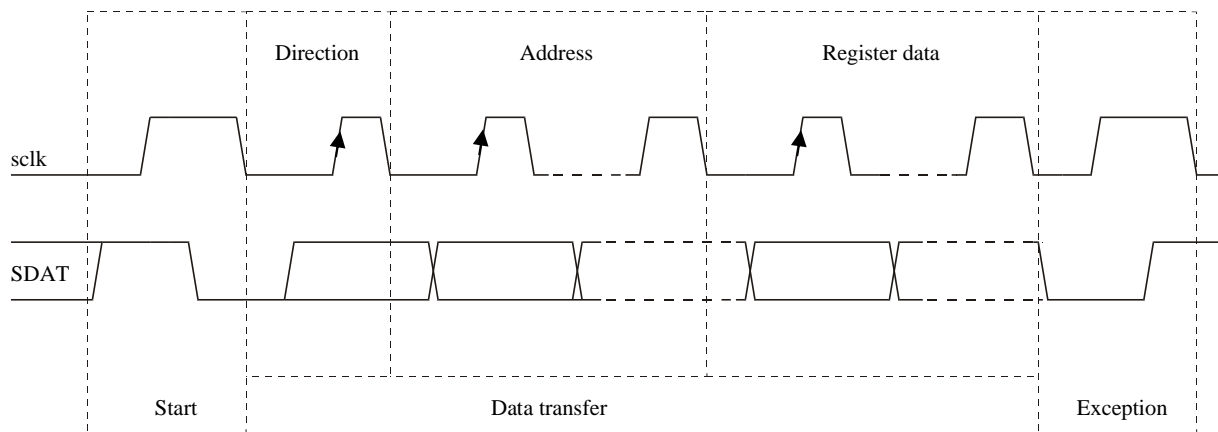 Direction Address Register data
sclk
SDAT
Start Data transfer Exception